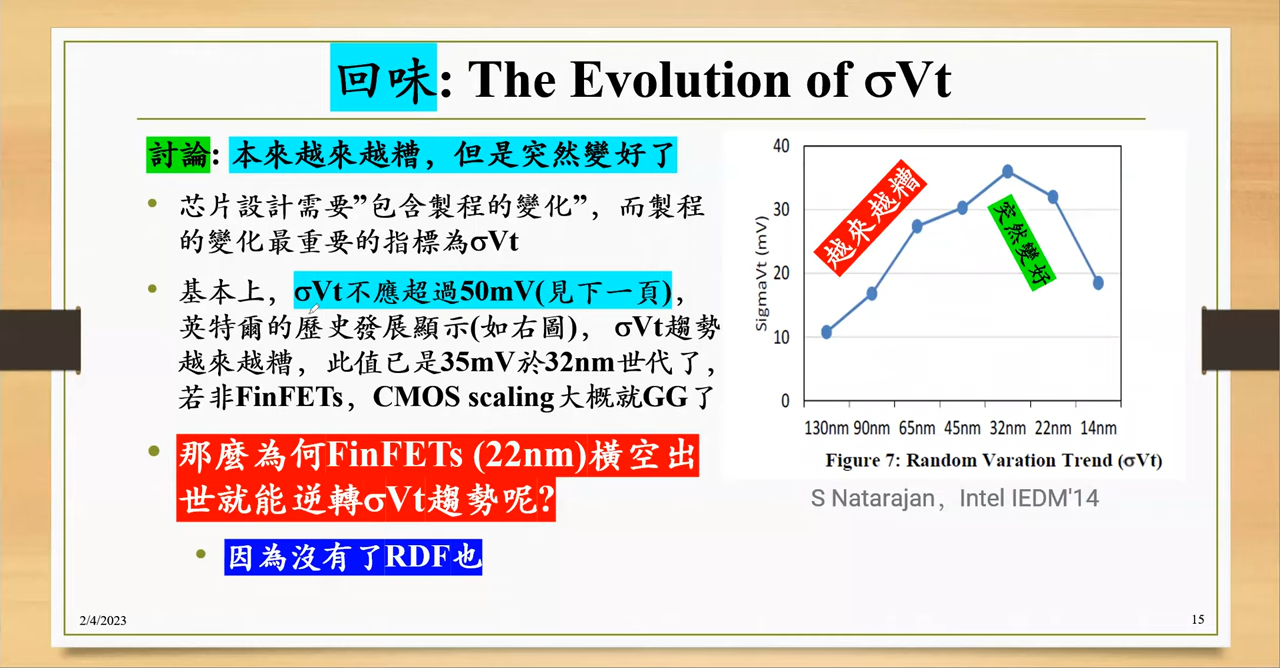 回味: The Evolution of σVt
討論: 本來越來越糟，但是突然變好了
• 芯片設計需要”包含製程的變化”，而製程
的變化最重要的指標為σVt
• 基本上，σVt不應超過50mV(見下一頁)，
英特爾的歷史發展顯示(如右圖)， σVt趨勢
越來越糟，此值已是35mV於32nm世代了，
若非FinFETs，CMOS scaling大概就GG了
• 那麼為何FinFETs (22nm)橫空出
世就能逆轉σVt趨勢呢?
• 因為沒有了RDF也
SigmaVt (mV)
40
30
20
10
0
越來越糟
突然變好
130nm 90nm 65nm 45nm 32nm 22nm 14nm
Figure 7: Random Varation Trend (σVt)
S Natarajan，Intel IEDM'14
2/4/2023
15